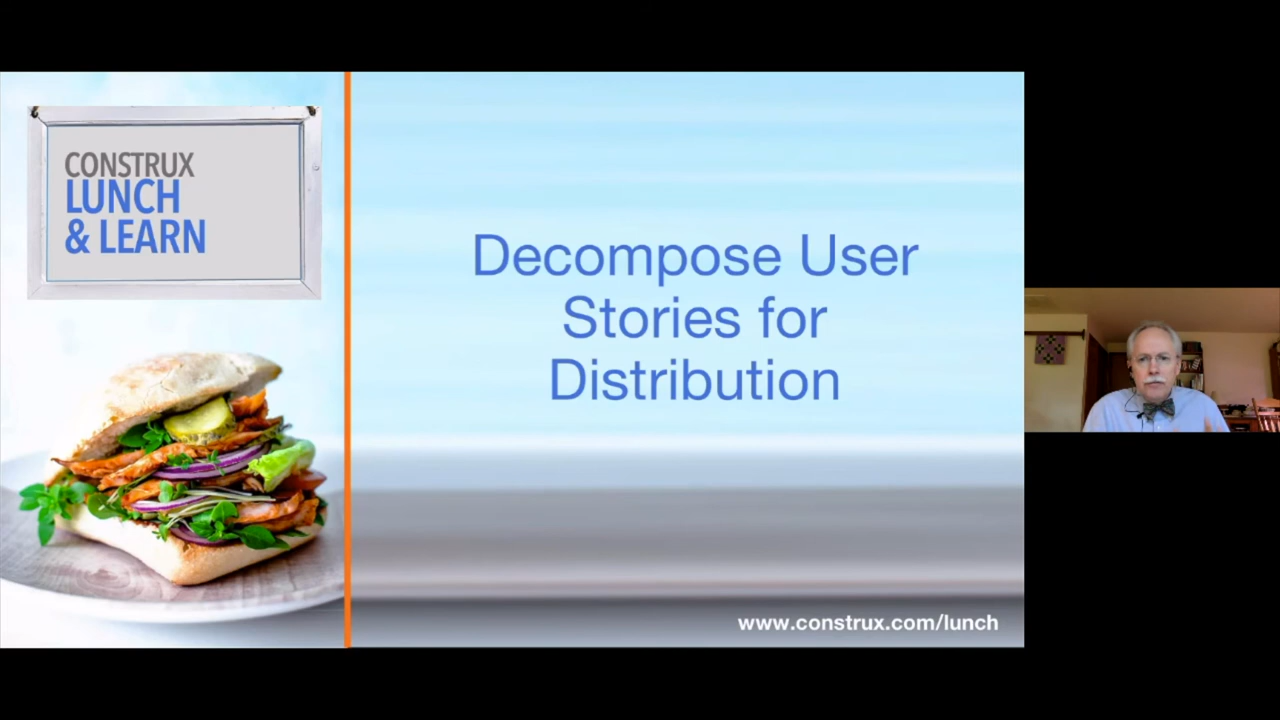 CONSTRUX
LUNCH
& LEARN
Decompose User
Stories for
Distribution
www.construx.com/lunch